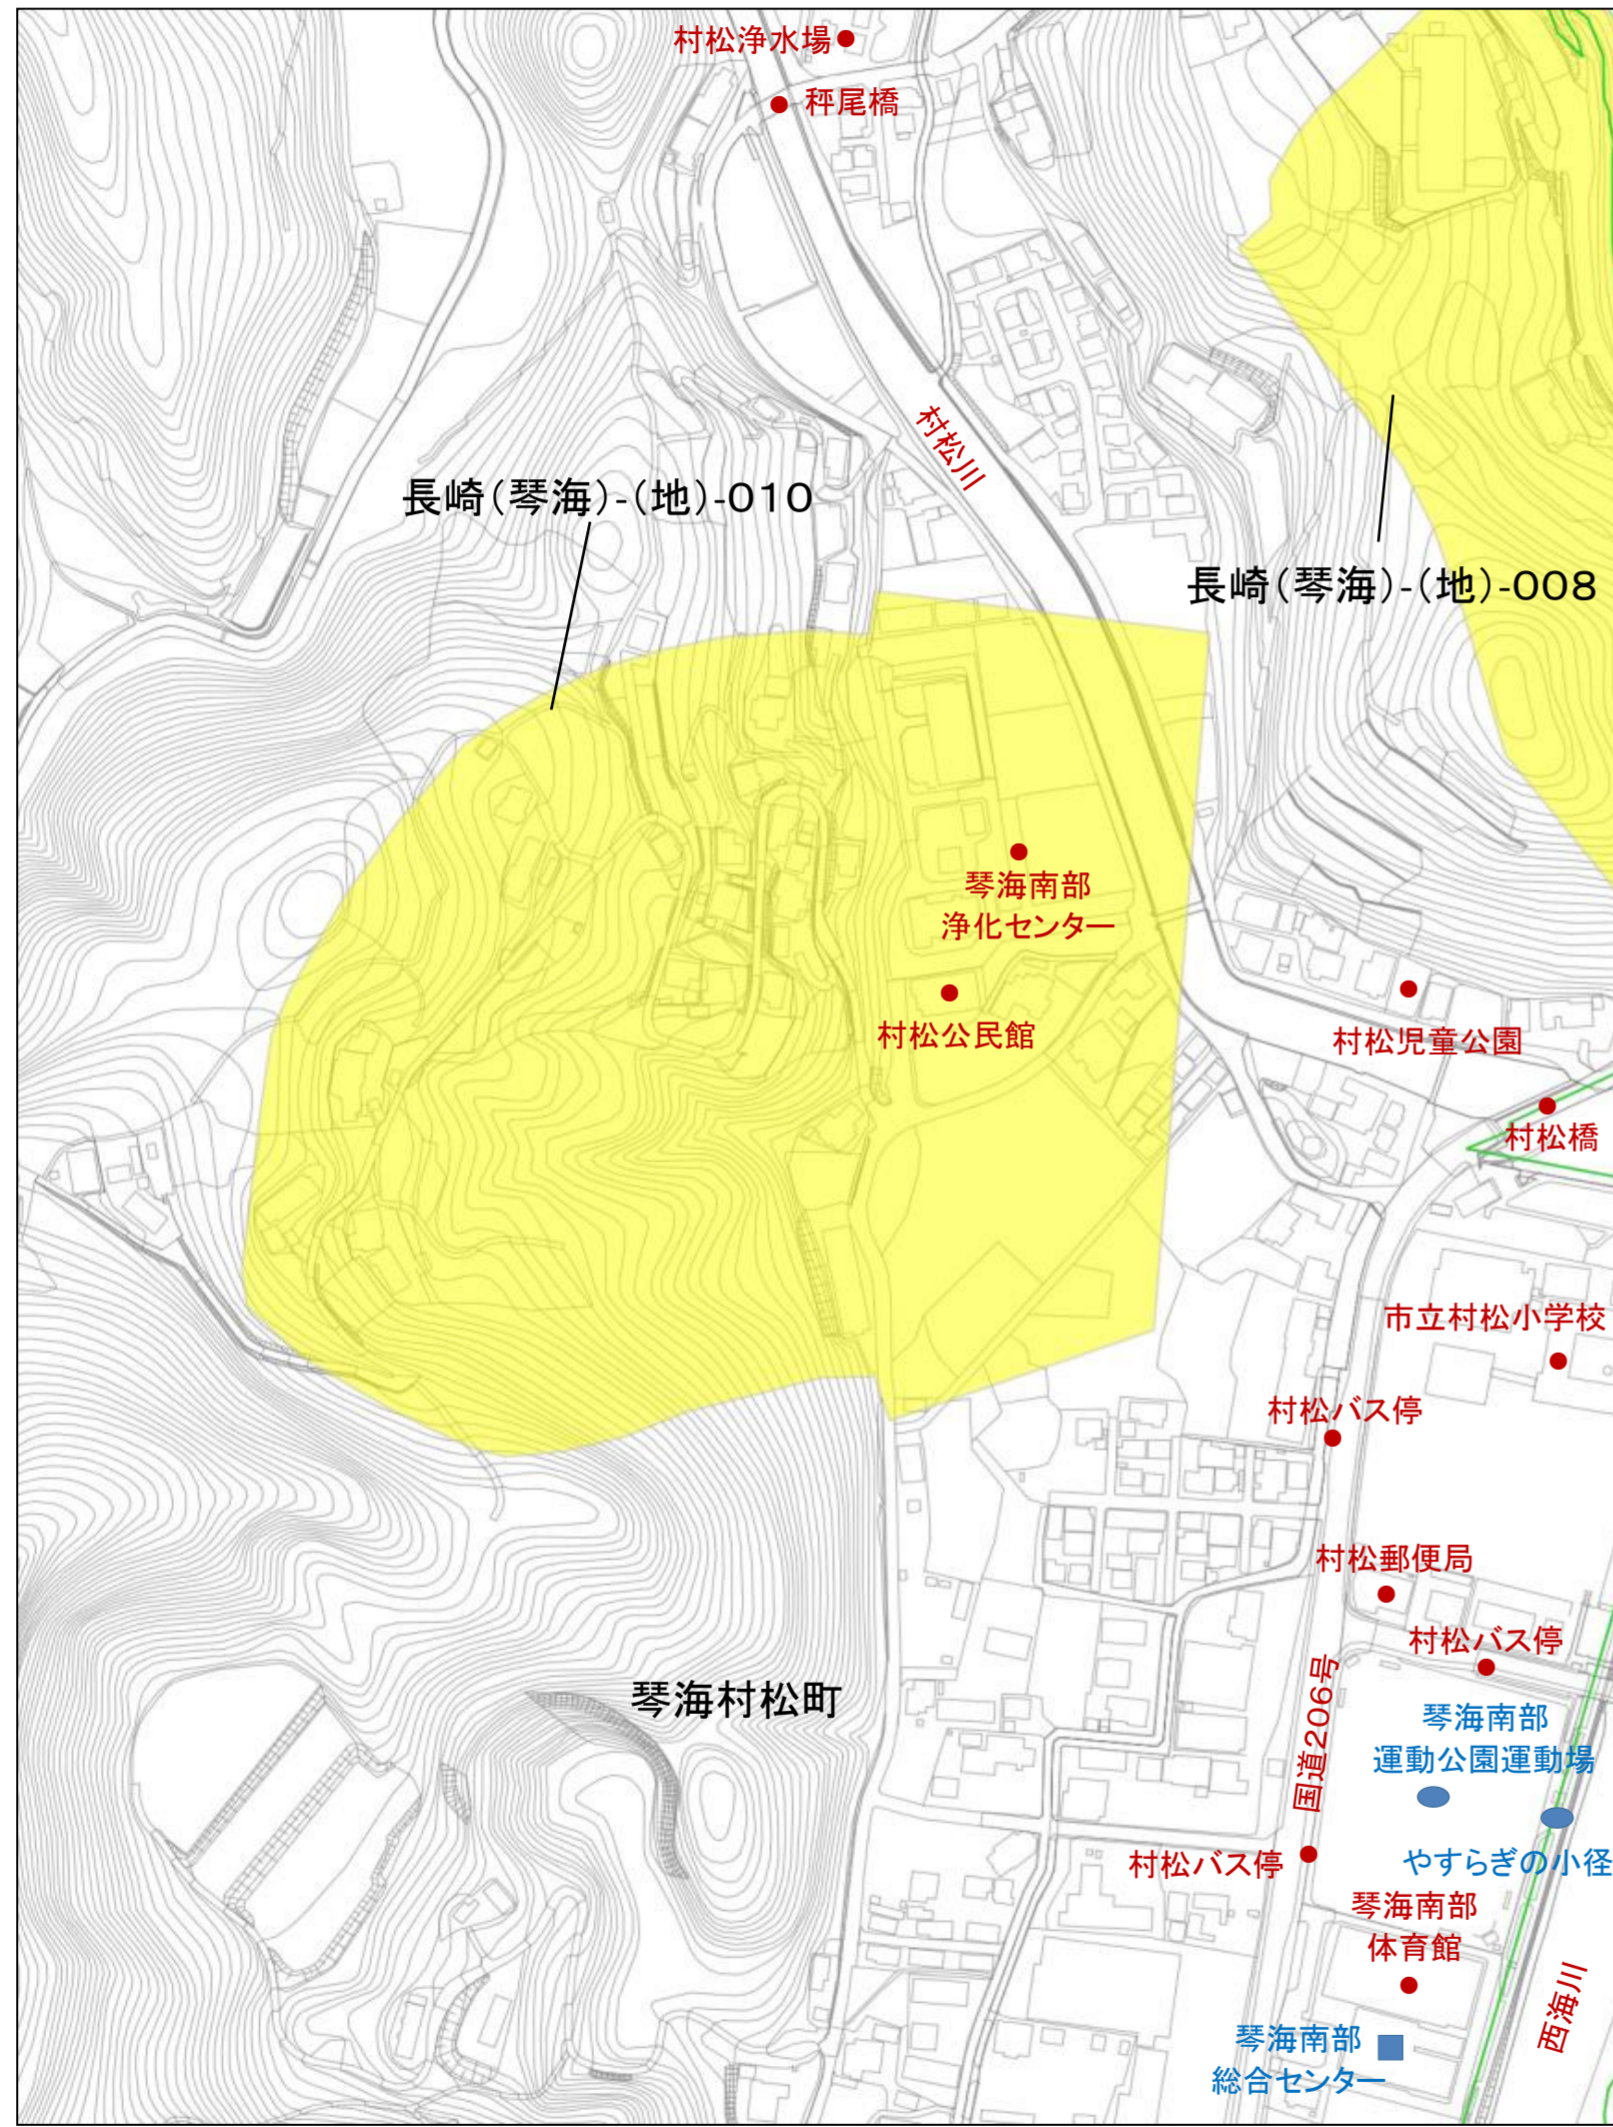 村松浄水場
秤尾橋
村松川
長崎(琴海)-(地)-010
長崎(琴海)-(地)-008
琴海南部
浄化センター
村松公民館
村松児童公園
村松橋
市立村松小学校
村松バス停
村松郵便局
村松バス停
国道206号
琴海村松町
琴海南部
運動公園運動場
やすらぎの小径
村松バス停
琴海南部
体育館
西海川
琴海南部
総合センター